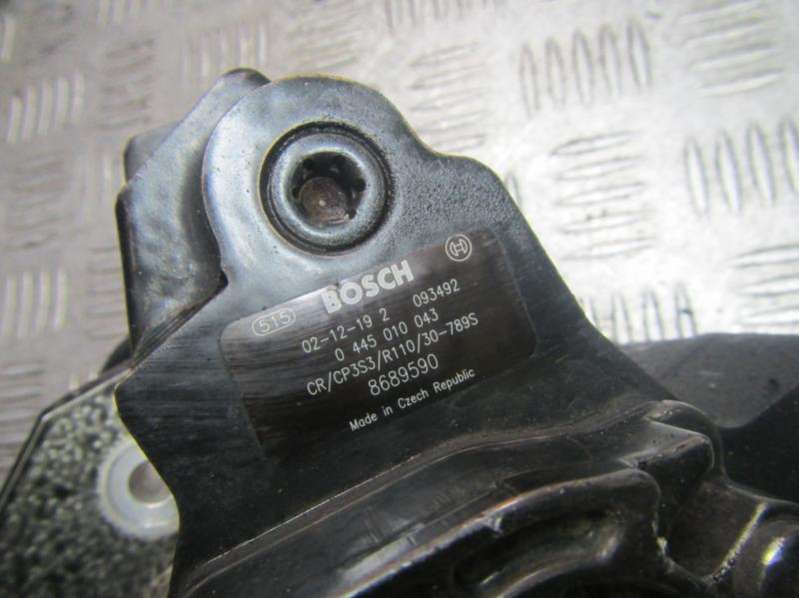 515 BOSCH
02-12-19 2 093492
0 445 010 043
CR/CP3S3/R110/30-789S
8689590
Made in Czech Republic